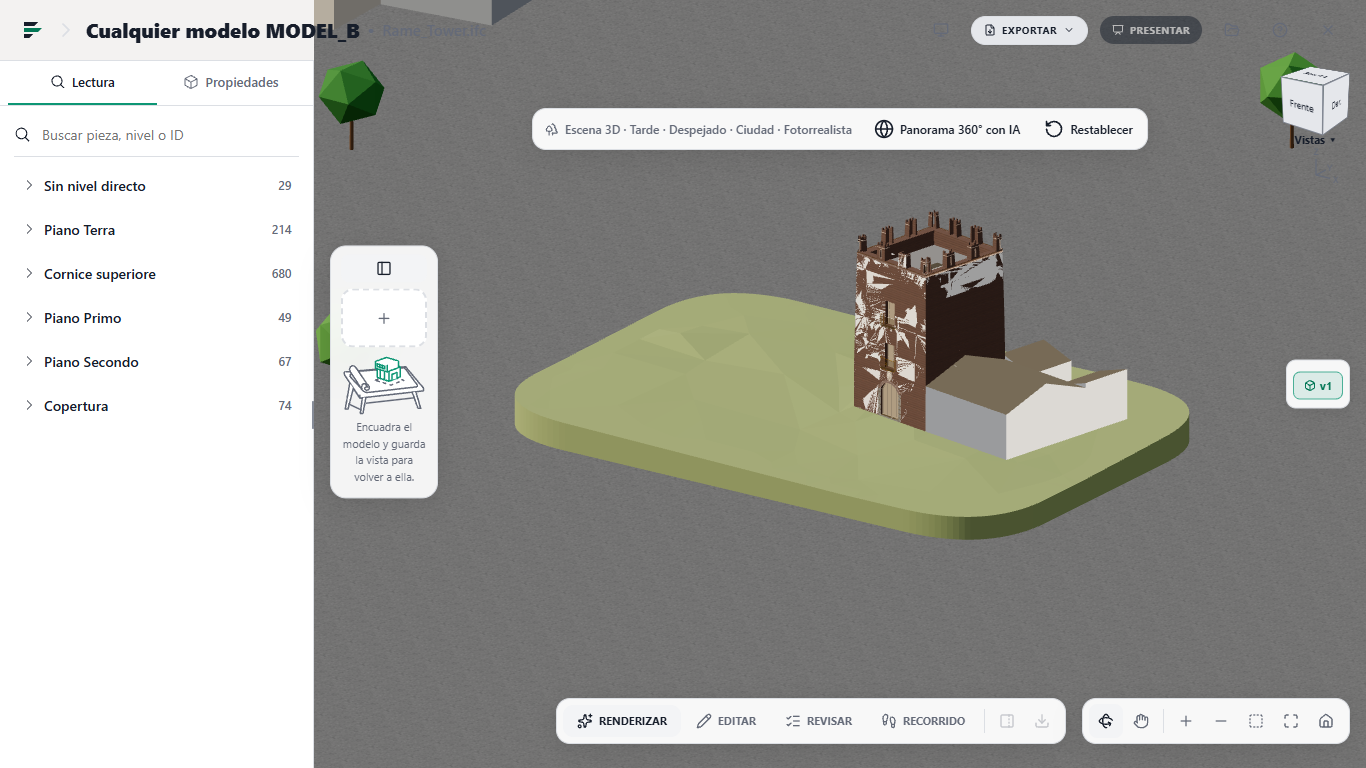 Cualquier modelo MODEL_B • Rame_Tower.ifc
EXPORTAR
PRESENTAR
Lectura
Propiedades
Buscar pieza, nivel o ID
Sin nivel directo 29
Piano Terra 214
Cornice superiore 680
Piano Primo 49
Piano Secondo 67
Copertura 74
Escena 3D · Tarde · Despejado · Ciudad · Fotorrealista
Panorama 360° con IA
Restablecer
Frente
Vistas
Encuadra el
modelo y guarda
la vista para
volver a ella.
v1
RENDERIZAR
EDITAR
REVISAR
RECORRIDO